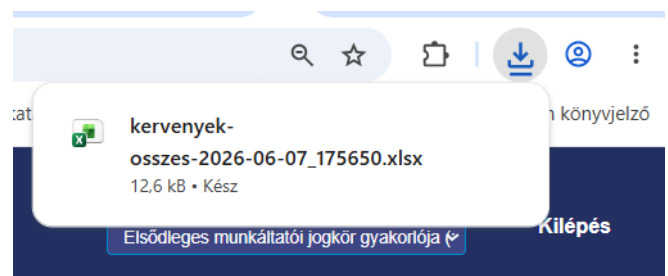 kervenyek-
osszes-2026-06-07_175650.xlsx
12,6 kB • Kész
könyvjelző
Elsődleges munkáltatói jogkör gyakorlója (
Kilépés